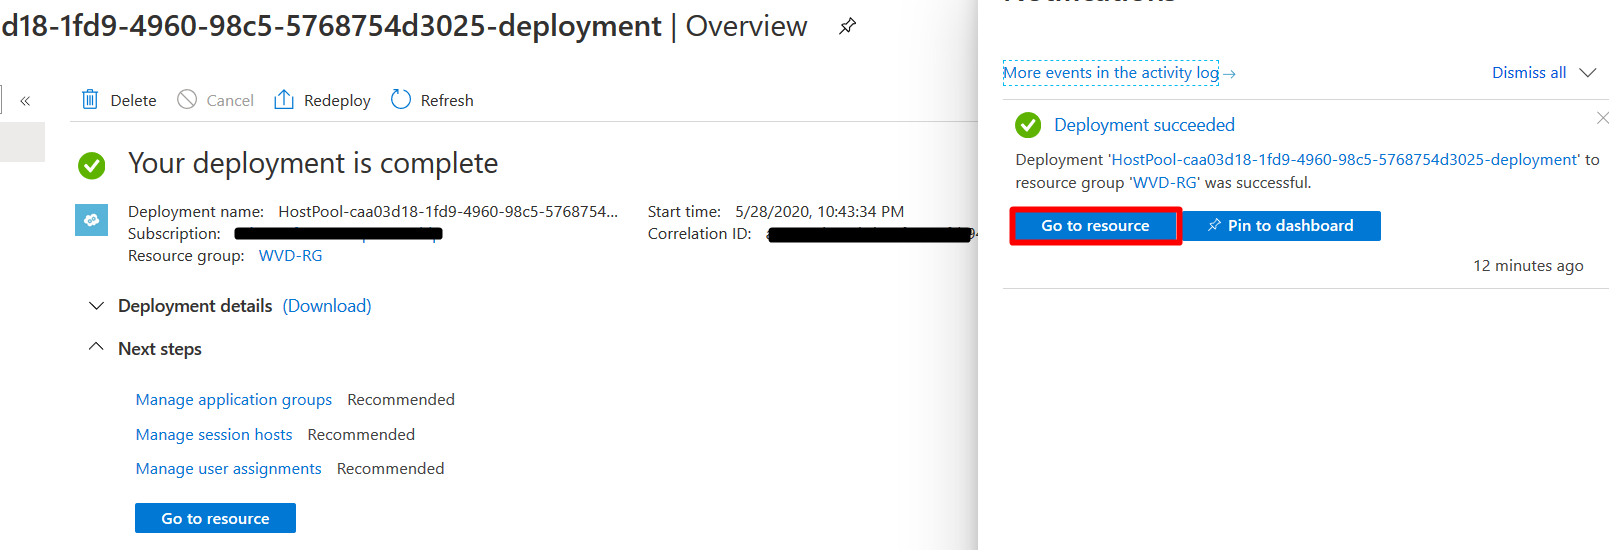 d18-1fd9-4960-98c5-5768754d3025-deployment | Overview
«
Delete Cancel Redeploy Refresh
Your deployment is complete
Deployment name: HostPool-caa03d18-1fd9-4960-98c5-5768754...
Subscription:
Resource group: WVD-RG
Start time: 5/28/2020, 10:43:34 PM
Correlation ID:
Deployment details (Download)
Next steps
Manage application groups Recommended
Manage session hosts Recommended
Manage user assignments Recommended
Go to resource
Notifications
More events in the activity log →
Dismiss all
Deployment succeeded
Deployment 'HostPool-caa03d18-1fd9-4960-98c5-5768754d3025-deployment' to
resource group 'WVD-RG' was successful.
Go to resource Pin to dashboard
12 minutes ago